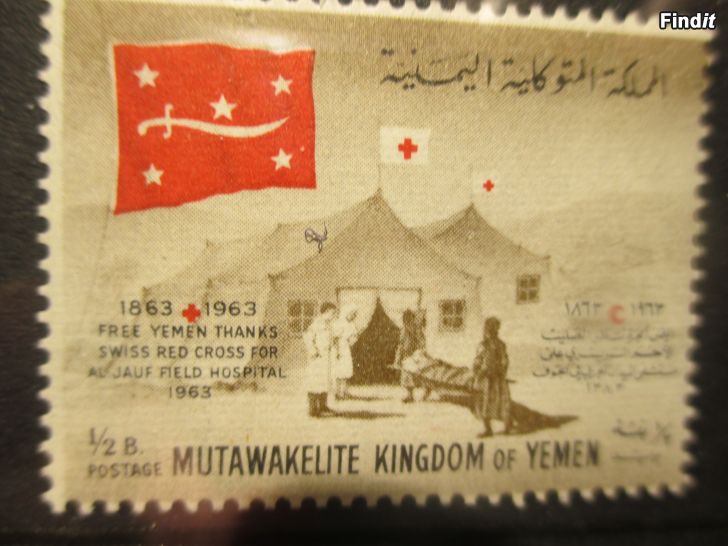 Findit
المملكة المتوكلية اليمنية
1863 1963
FREE YEMEN THANKS
SWISS RED CROSS FOR
AL JAUF FIELD HOSPITAL
1963
١٨٦٣ ١٩٦٣
١٣٨٣
1/2 B.
POSTAGE
MUTAWAKELITE KINGDOM OF YEMEN